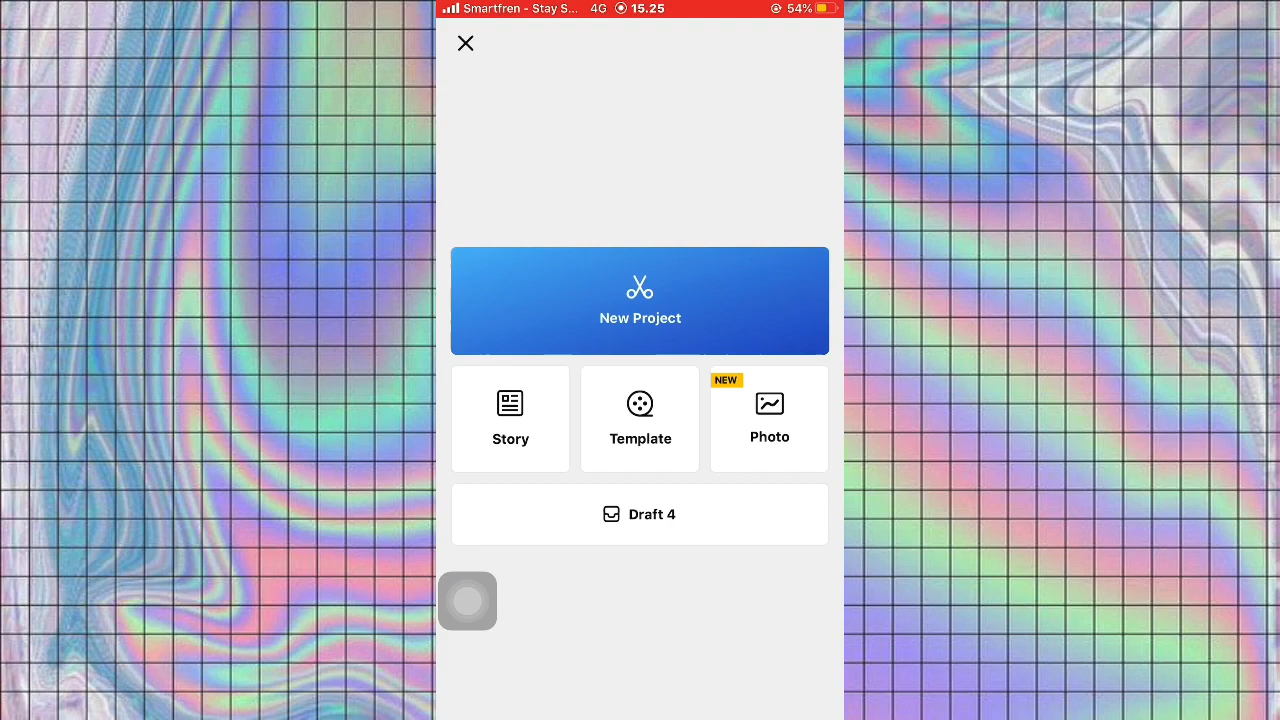 Smartfren - Stay S... 4G 15.25 54%
New Project
NEW
Story Template Photo
Draft 4